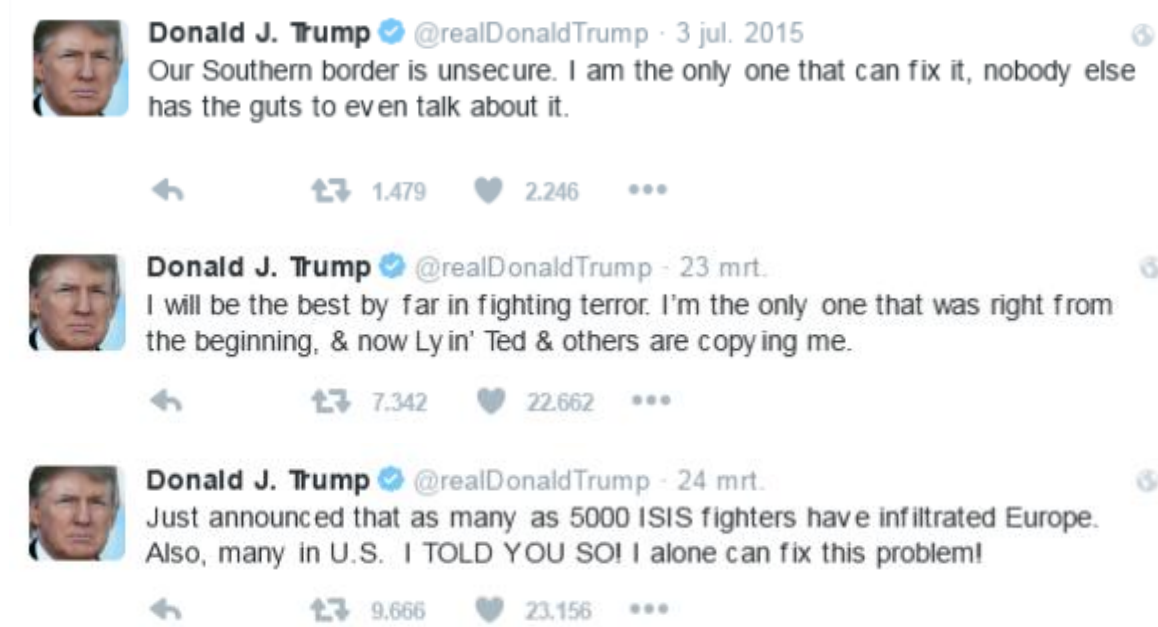 Donald J. Trump @realDonaldTrump · 3 jul. 2015
Our Southern border is unsecure. I am the only one that can fix it, nobody else
has the guts to even talk about it.
1.479 2.246
Donald J. Trump @realDonaldTrump · 23 mrt.
I will be the best by far in fighting terror. I'm the only one that was right from
the beginning, & now Lyin' Ted & others are copying me.
7.342 22.662
Donald J. Trump @realDonaldTrump · 24 mrt.
Just announced that as many as 5000 ISIS fighters have infiltrated Europe.
Also, many in U.S. I TOLD YOU SO! I alone can fix this problem!
9.666 23.156